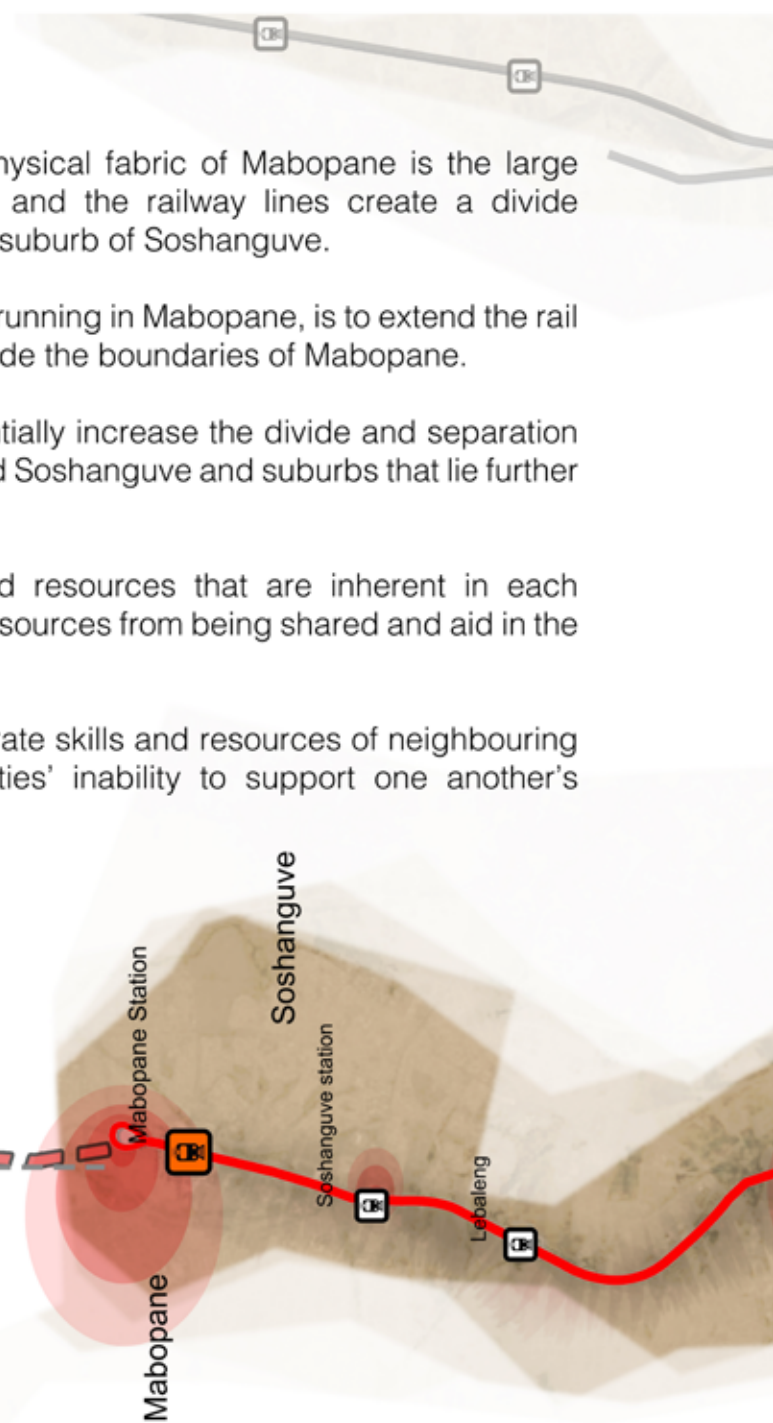 hysical fabric of Mabopane is the large
and the railway lines create a divide
suburb of Soshanguve.
running in Mabopane, is to extend the rail
de the boundaries of Mabopane.
tially increase the divide and separation
d Soshanguve and suburbs that lie further
d resources that are inherent in each
sources from being shared and aid in the
ate skills and resources of neighbouring
ties' inability to support one another's
Soshanguve
Mabopane Station
Soshanguve station
Lebaleng
Mabopane